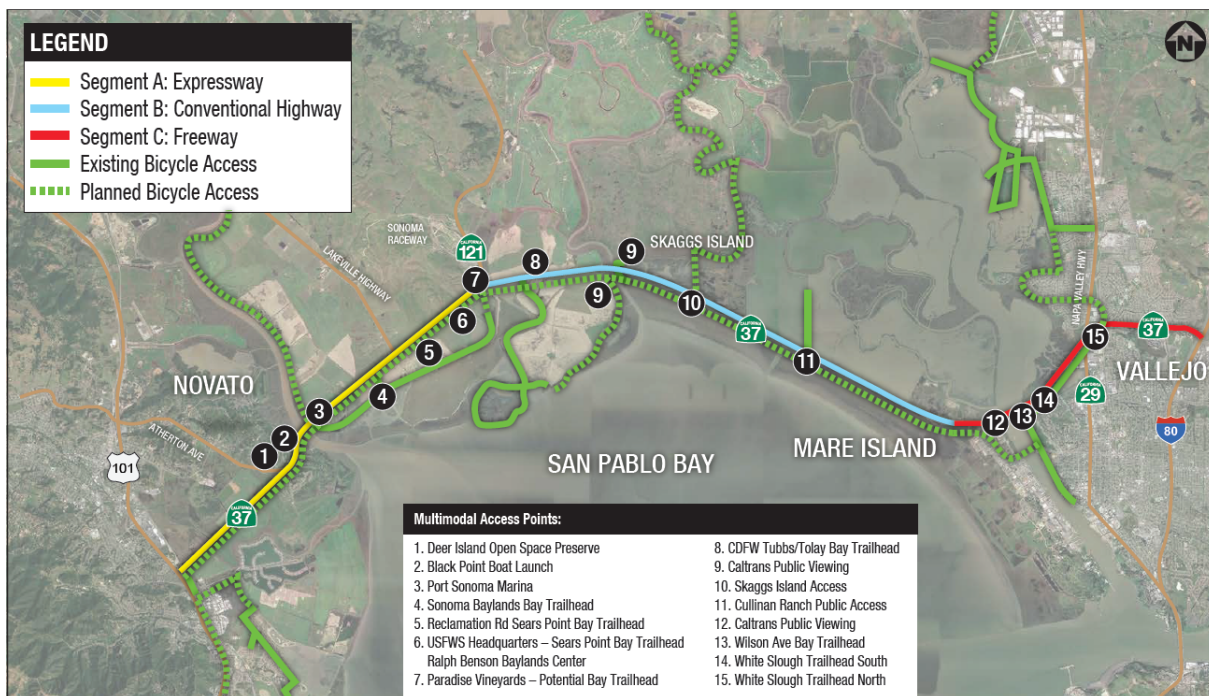 LEGEND
Segment A: Expressway
Segment B: Conventional Highway
Segment C: Freeway
Existing Bicycle Access
Planned Bicycle Access
N
SONOMA
RACEWAY
CALIFORNIA
121
LAKEVILLE HIGHWAY
8
9
SKAGGS ISLAND
7
9
10
6
CALIFORNIA
37
NAPA VALLEY HWY
15
CALIFORNIA
37
5
11
VALLEJO
NOVATO
4
CALIFORNIA
29
3
14
13
12
2
1
ATHERTON AVE
MARE ISLAND
80
101
SAN PABLO BAY
CALIFORNIA
37
Multimodal Access Points:
1. Deer Island Open Space Preserve
2. Black Point Boat Launch
3. Port Sonoma Marina
4. Sonoma Baylands Bay Trailhead
5. Reclamation Rd Sears Point Bay Trailhead
6. USFWS Headquarters – Sears Point Bay Trailhead
Ralph Benson Baylands Center
7. Paradise Vineyards – Potential Bay Trailhead
8. CDFW Tubbs/Tolay Bay Trailhead
9. Caltrans Public Viewing
10. Skaggs Island Access
11. Cullinan Ranch Public Access
12. Caltrans Public Viewing
13. Wilson Ave Bay Trailhead
14. White Slough Trailhead South
15. White Slough Trailhead North